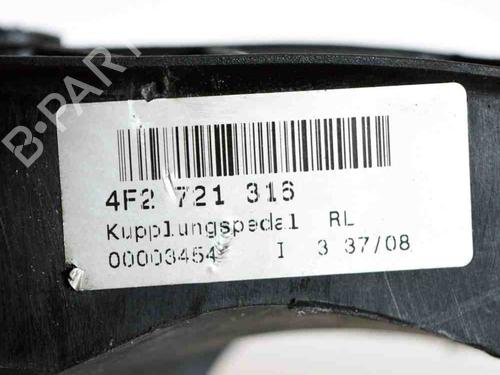 B-PARTS
4F2 721 316
Kupplungspedal RL
00003454 I 3 37/08